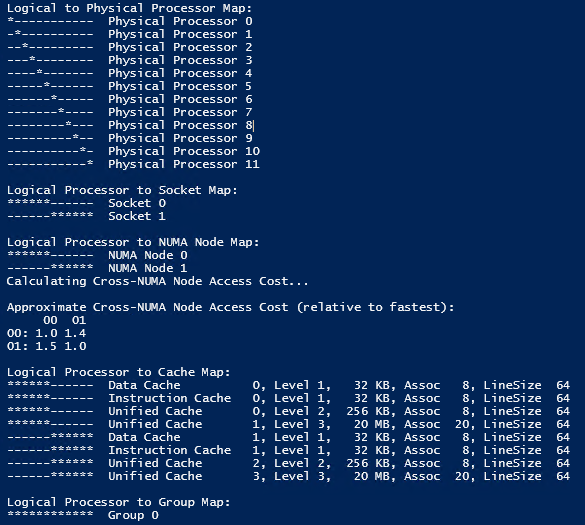 Logical to Physical Processor Map:
*-----------  Physical Processor 0
-*----------  Physical Processor 1
--*---------  Physical Processor 2
---*--------  Physical Processor 3
----*-------  Physical Processor 4
-----*------  Physical Processor 5
------*-----  Physical Processor 6
-------*----  Physical Processor 7
--------*---  Physical Processor 8
---------*--  Physical Processor 9
----------*-  Physical Processor 10
-----------*  Physical Processor 11

Logical Processor to Socket Map:
******------  Socket 0
------******  Socket 1

Logical Processor to NUMA Node Map:
******------  NUMA Node 0
------******  NUMA Node 1
Calculating Cross-NUMA Node Access Cost...

Approximate Cross-NUMA Node Access Cost (relative to fastest):
     00  01
00: 1.0 1.4
01: 1.5 1.0

Logical Processor to Cache Map:
******------  Data Cache          0, Level 1,   32 KB, Assoc   8, LineSize  64
******------  Instruction Cache   0, Level 1,   32 KB, Assoc   8, LineSize  64
******------  Unified Cache       0, Level 2,  256 KB, Assoc   8, LineSize  64
******------  Unified Cache       1, Level 3,   20 MB, Assoc  20, LineSize  64
------******  Data Cache          1, Level 1,   32 KB, Assoc   8, LineSize  64
------******  Instruction Cache   1, Level 1,   32 KB, Assoc   8, LineSize  64
------******  Unified Cache       2, Level 2,  256 KB, Assoc   8, LineSize  64
------******  Unified Cache       3, Level 3,   20 MB, Assoc  20, LineSize  64

Logical Processor to Group Map:
************  Group 0